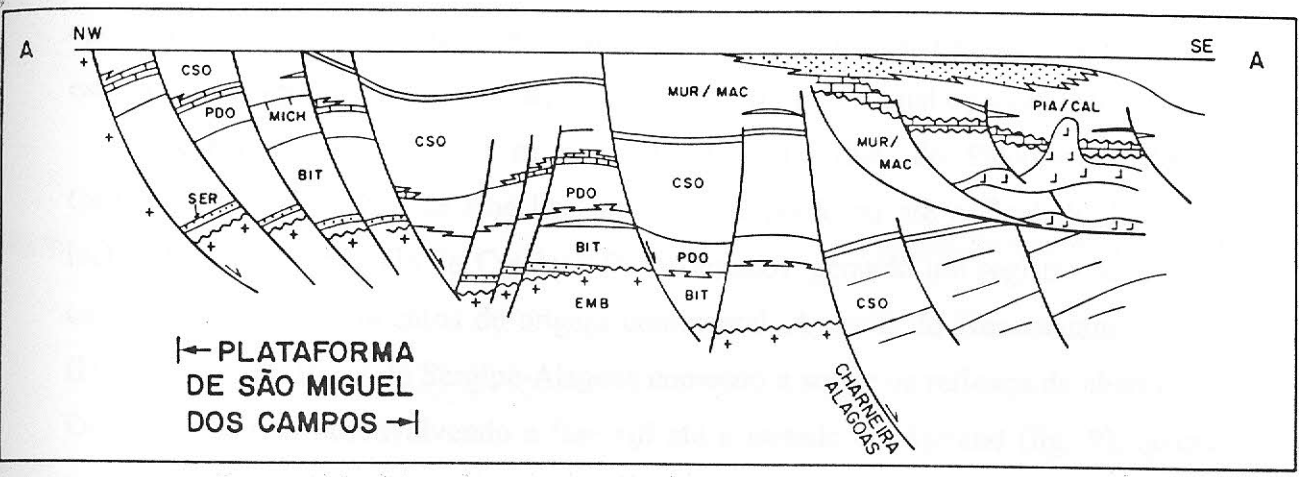 NW
A
SE
A
CSO
PDO
MICH
BIT
SER
CSO
PDO
BIT
EMB
MUR / MAC
CSO
PDO
BIT
MUR/
MAC
PIA/CAL
CSO
|← PLATAFORMA
DE SÃO MIGUEL
DOS CAMPOS →|
CHARNEIRA
ALAGOAS